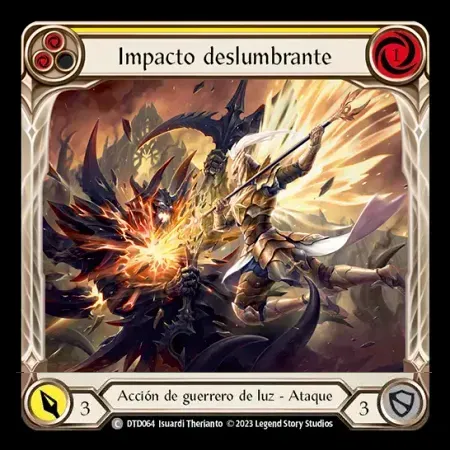 Impacto deslumbrante
1
Acción de guerrero de luz - Ataque
3
3
C DTD064 Isuardi Therianto © 2023 Legend Story Studios